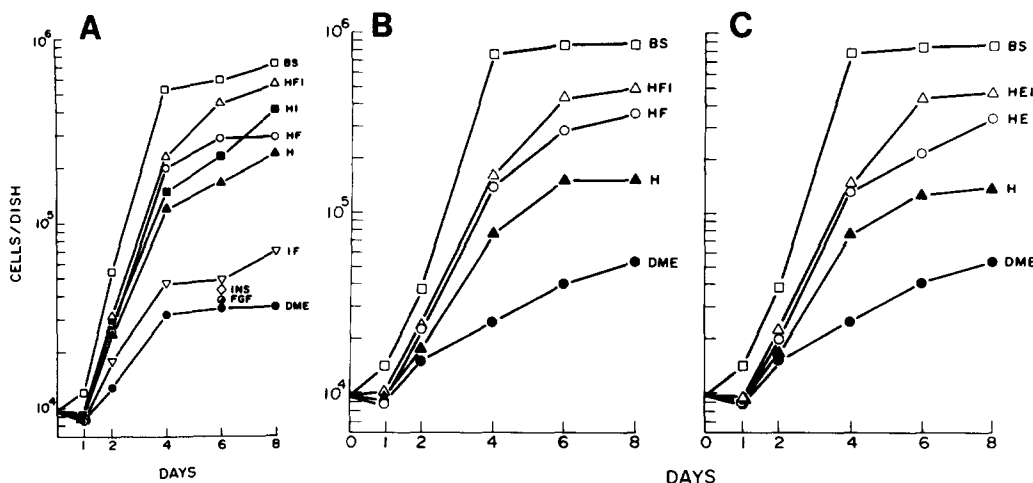 A
10⁶
BS
HFI
HI
HF
H
10⁵
IF
INS
FGF
DME
10⁴
CELLS/DISH
1 2 4 6 8
DAYS
B
10⁶
BS
HFI
HF
H
10⁵
DME
10⁴
0 1 2 4 6 8
C
BS
HEI
HE
H
DME
0 1 2 4 6 8
DAYS